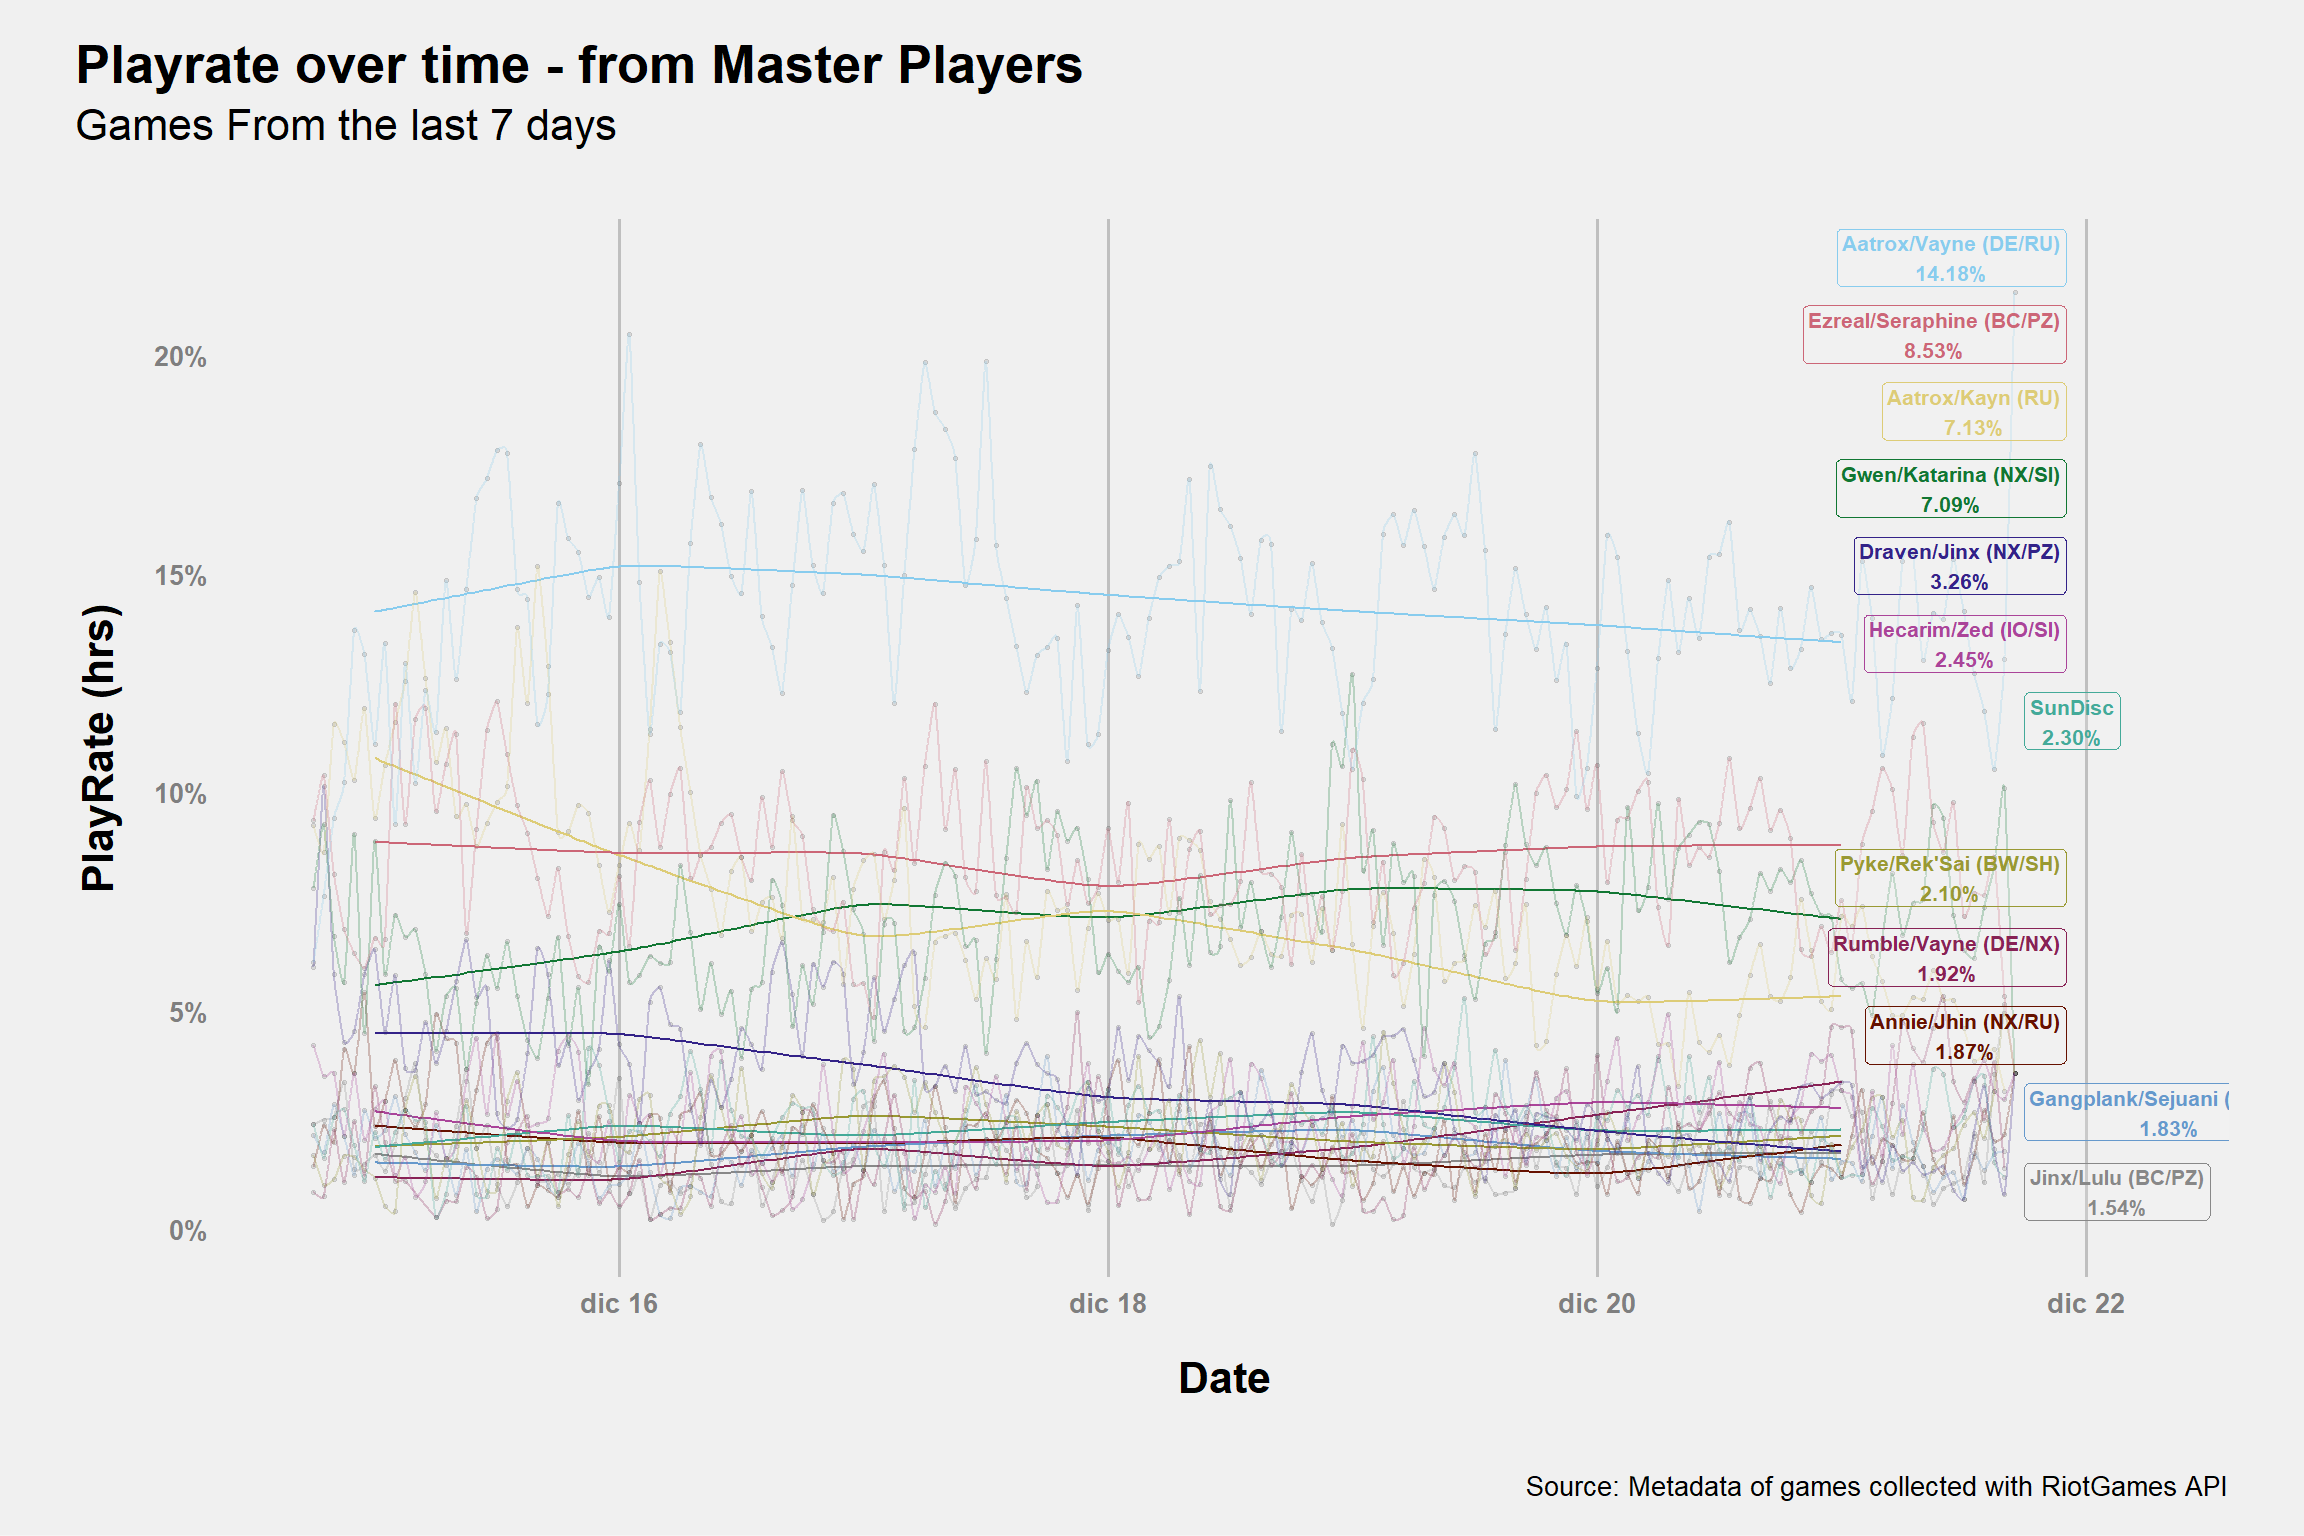 Playrate over time - from Master Players
Games From the last 7 days
PlayRate (hrs)
20%
15%
10%
5%
0%
Aatrox/Vayne (DE/RU)
14.18%
Ezreal/Seraphine (BC/PZ)
8.53%
Aatrox/Kayn (RU)
7.13%
Gwen/Katarina (NX/SI)
7.09%
Draven/Jinx (NX/PZ)
3.26%
Hecarim/Zed (IO/SI)
2.45%
SunDisc
2.30%
Pyke/Rek'Sai (BW/SH)
2.10%
Rumble/Vayne (DE/NX)
1.92%
Annie/Jhin (NX/RU)
1.87%
Gangplank/Sejuani (
1.83%
Jinx/Lulu (BC/PZ)
1.54%
dic 16
dic 18
dic 20
dic 22
Date
Source: Metadata of games collected with RiotGames API